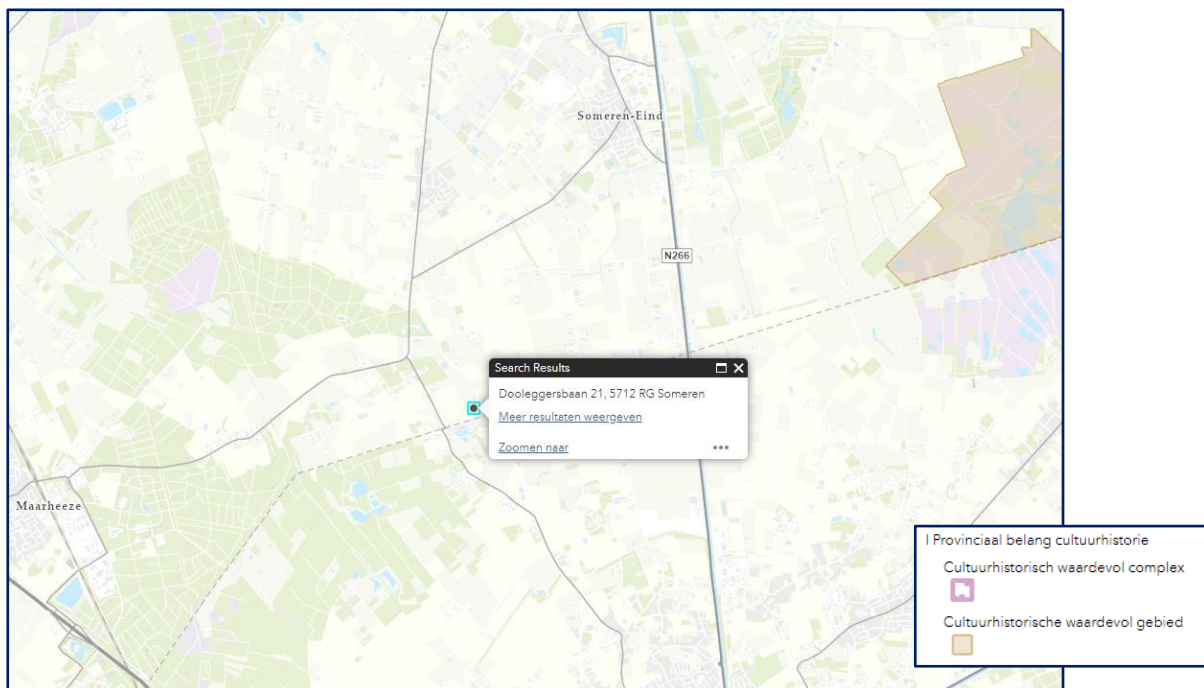 Someren-Eind
N266
Search Results
Dooleggersbaan 21, 5712 RG Someren
Meer resultaten weergeven
Zoomen naar
Maarheeze
I Provinciaal belang cultuurhistorie
Cultuurhistorisch waardevol complex
Cultuurhistorische waardevol gebied